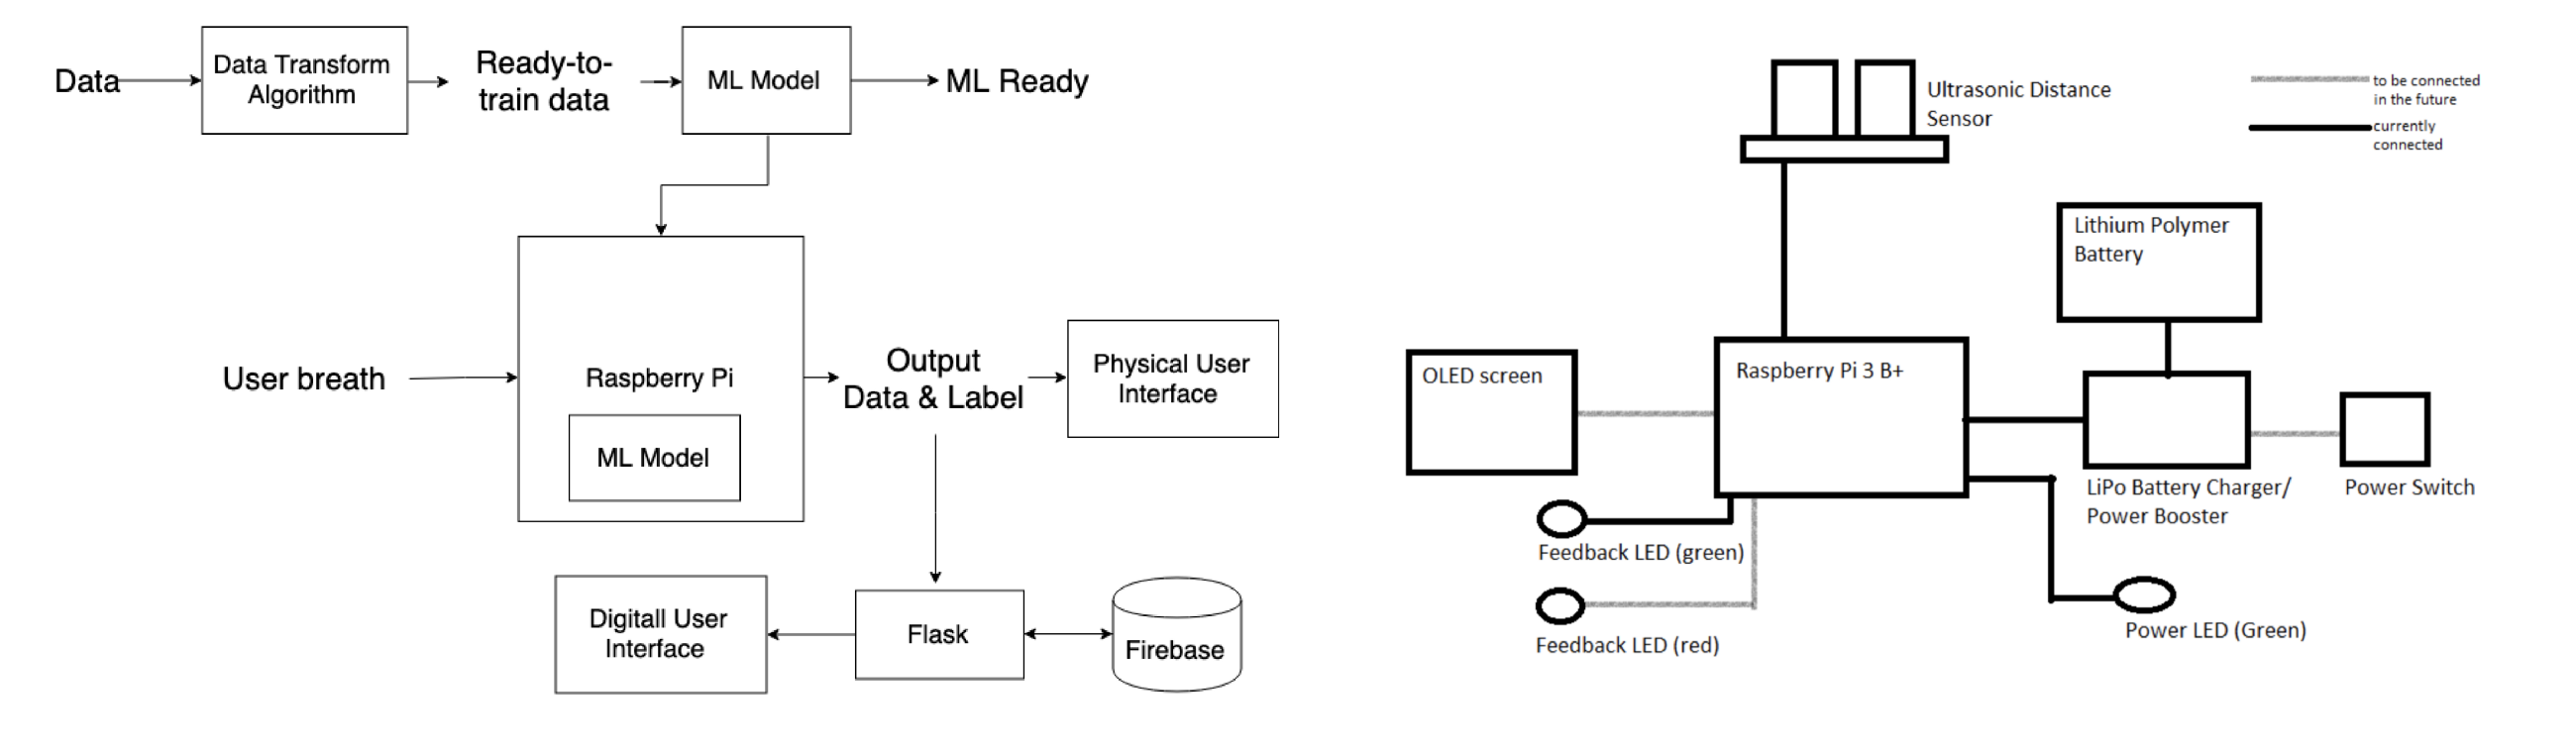 Data
Data Transform
Algorithm
Ready-to-
train data
ML Model
ML Ready
User breath
Raspberry Pi
ML Model
Output
Data & Label
Physical User
Interface
Digitall User
Interface
Flask
Firebase
Ultrasonic Distance
Sensor
to be connected
in the future
currently
connected
Lithium Polymer
Battery
OLED screen
Raspberry Pi 3 B+
LiPo Battery Charger/
Power Booster
Power Switch
Feedback LED (green)
Feedback LED (red)
Power LED (Green)